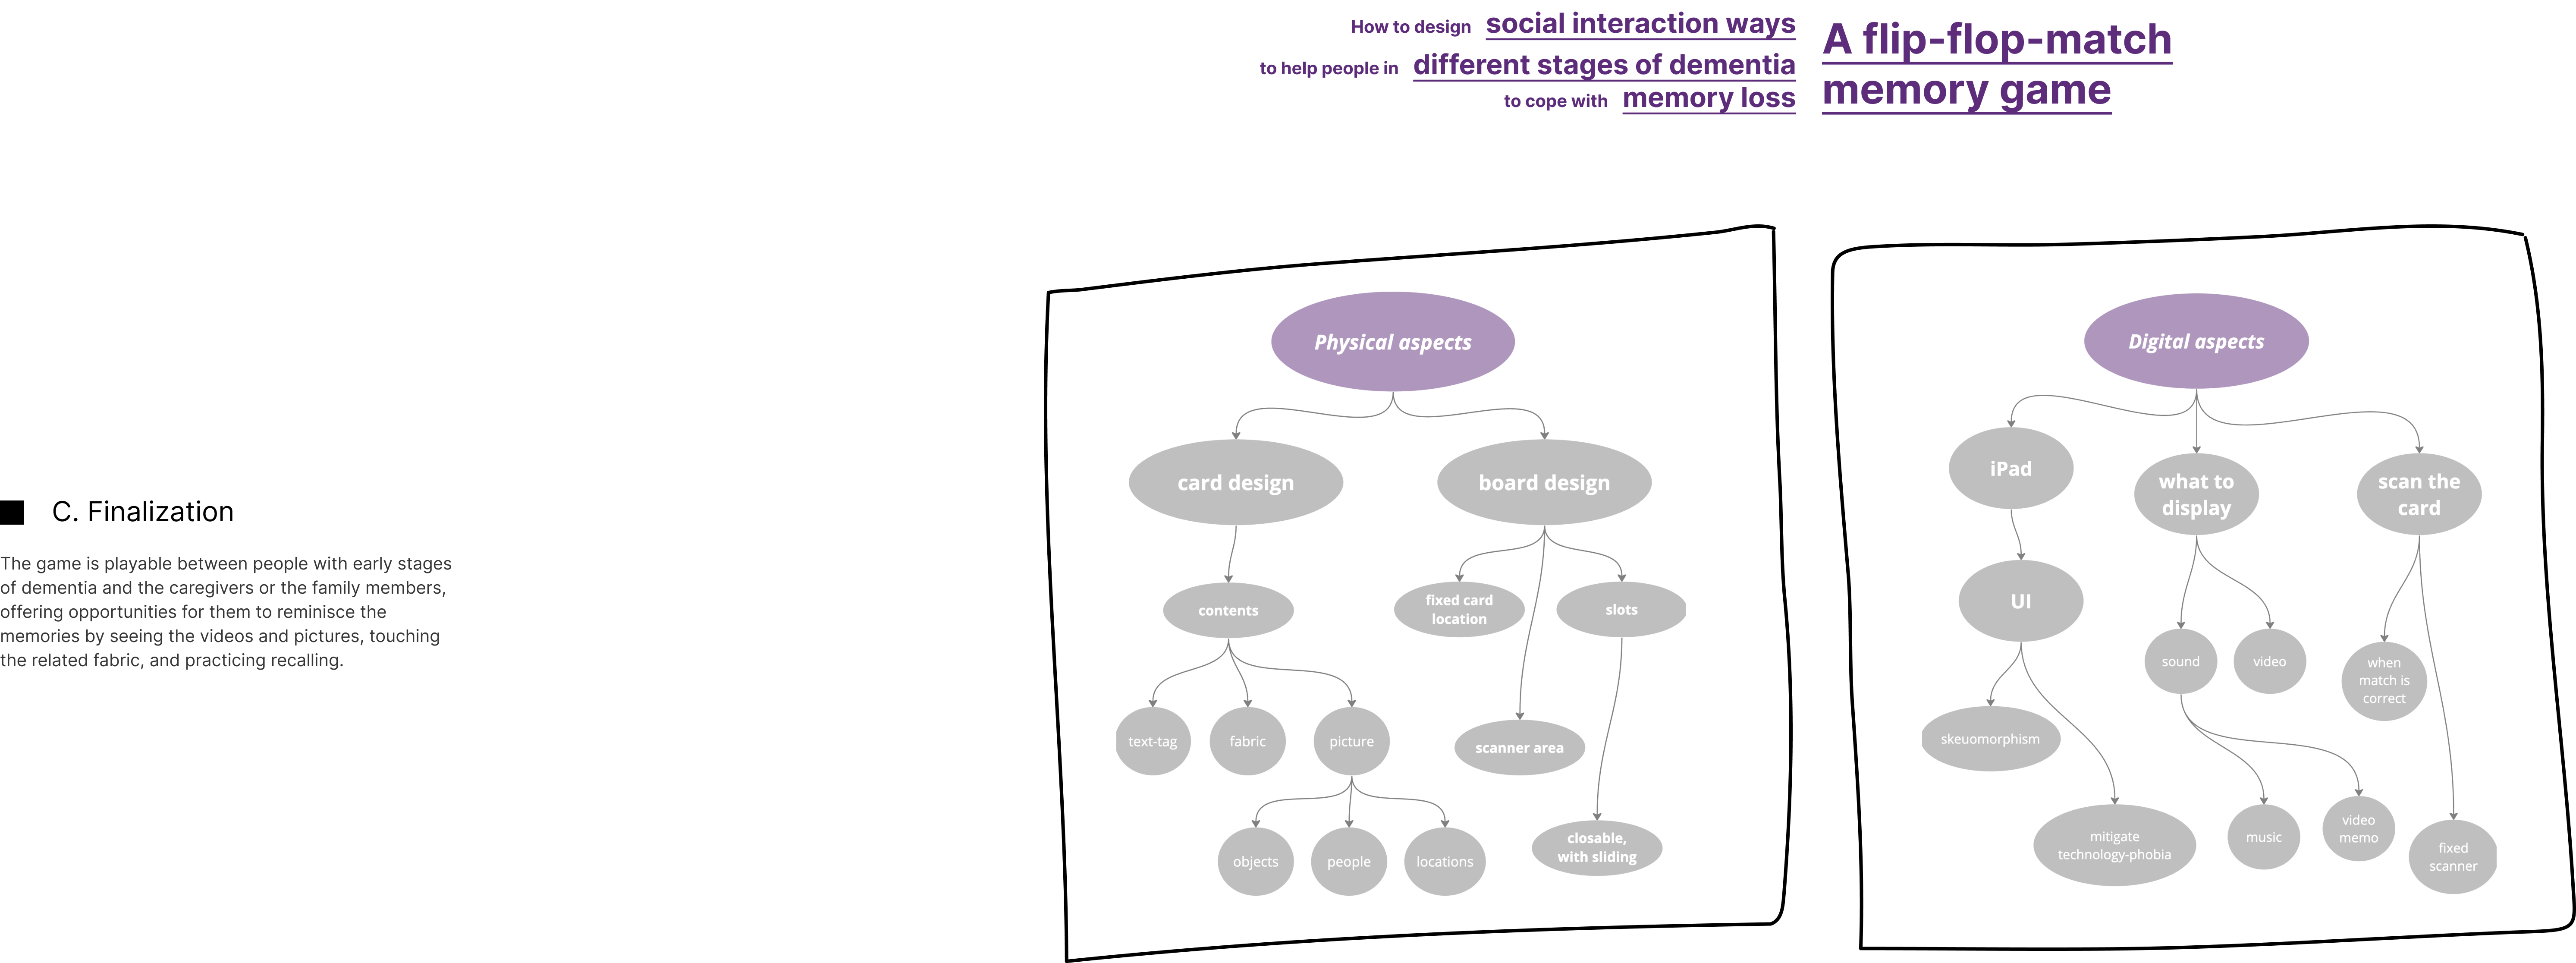 How to design social interaction ways
to help people in different stages of dementia
to cope with memory loss
A flip-flop-match
memory game
C. Finalization
The game is playable between people with early stages
of dementia and the caregivers or the family members,
offering opportunities for them to reminisce the
memories by seeing the videos and pictures, touching
the related fabric, and practicing recalling.
Physical aspects
card design
board design
contents
fixed card
location
slots
text-tag
fabric
picture
scanner area
objects
people
locations
closable,
with sliding
Digital aspects
iPad
what to
display
scan the
card
UI
sound
video
when
match is
correct
skeuomorphism
mitigate
technology-phobia
music
video
memo
fixed
scanner